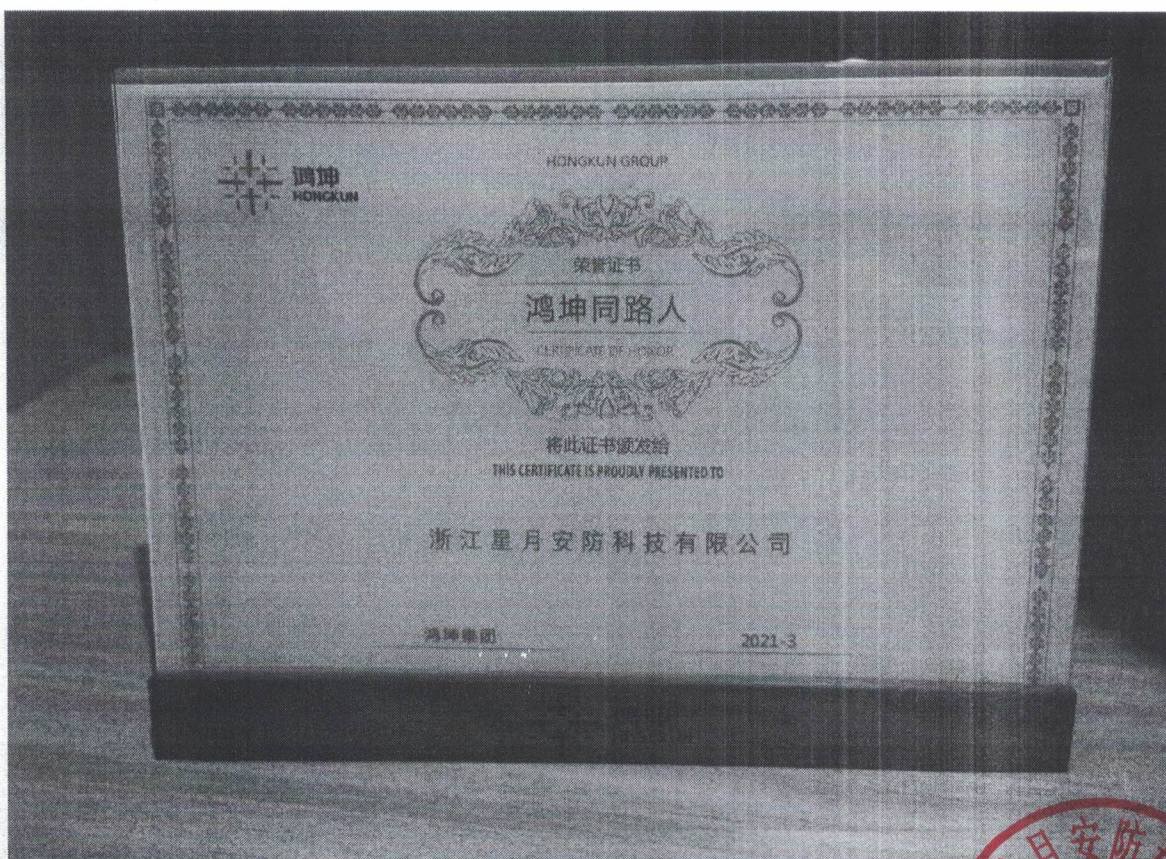 鸿坤
HONGKUN
HONGKUN GROUP
荣誉证书
鸿坤同路人
CERTIFICATE OF HONOR
将此证书颁发给
THIS CERTIFICATE IS PROUDLY PRESENTED TO
浙江星月安防科技有限公司
鸿坤集团
2021-3
月安防